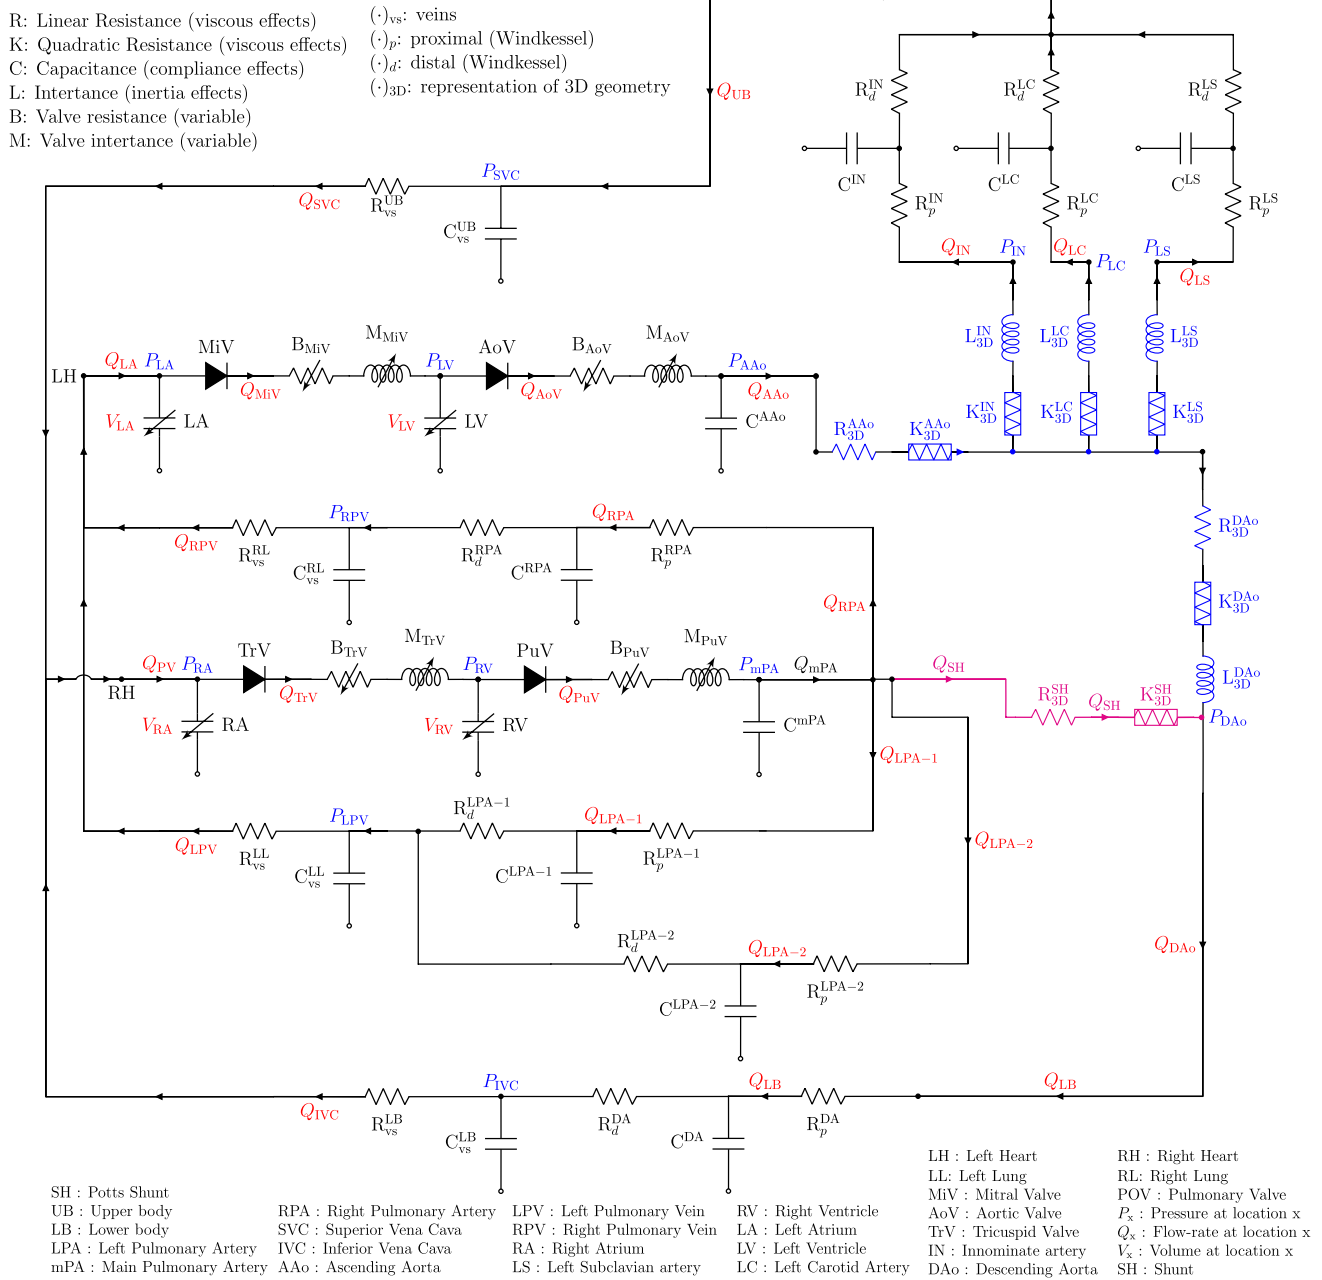 R: Linear Resistance (viscous effects)
K: Quadratic Resistance (viscous effects)
C: Capacitance (compliance effects)
L: Intertance (inertia effects)
B: Valve resistance (variable)
M: Valve intertance (variable)
(·)vs: veins
(·)p: proximal (Windkessel)
(·)d: distal (Windkessel)
(·)3D: representation of 3D geometry
QUB
RdIN
RdLC
RdLS
CIN
CLC
CLS
RpIN
RpLC
RpLS
PSVC
QSVC
RvsUB
CvsUB
QIN
PIN
QLC
PLC
PLS
QLS
L3DIN
L3DLC
L3DLS
K3DIN
K3DLC
K3DLS
LH
QLA
PLA
MiV
QMiV
BMiV
MMiV
PLV
AoV
QAoV
BAoV
MAoV
PAAo
QAAo
VLA
LA
VLV
LV
CAAo
R3DAAo
K3DAAo
QRPV
RvsRL
PRPV
CvsRL
RdRPA
CRPA
QRPA
RpRPA
QRPA
R3DDAo
K3DDAo
L3DDAo
PDAo
RH
QPV
PRA
TrV
QTrV
BTrV
MTrV
PRV
PuV
QPuV
BPuV
MPuV
PmPA
QmPA
QSH
R3DSH
QSH
K3DSH
VRA
RA
VRV
RV
CmPA
QLPA−1
QLPV
RvsLL
PLPV
CvsLL
RdLPA−1
CLPA−1
QLPA−1
RpLPA−1
QLPA−2
RdLPA−2
CLPA−2
QLPA−2
RpLPA−2
QDAo
QIVC
RvsLB
PIVC
CvsLB
RdDA
CDA
QLB
RpDA
QLB
SH : Potts Shunt
UB : Upper body
LB : Lower body
LPA : Left Pulmonary Artery
mPA : Main Pulmonary Artery
RPA : Right Pulmonary Artery
SVC : Superior Vena Cava
IVC : Inferior Vena Cava
AAo : Ascending Aorta
LPV : Left Pulmonary Vein
RPV : Right Pulmonary Vein
RA : Right Atrium
LS : Left Subclavian artery
RV : Right Ventricle
LA : Left Atrium
LV : Left Ventricle
LC : Left Carotid Artery
LH : Left Heart
LL: Left Lung
MiV : Mitral Valve
AoV : Aortic Valve
TrV : Tricuspid Valve
IN : Innominate artery
DAo : Descending Aorta
RH : Right Heart
RL: Right Lung
POV : Pulmonary Valve
Px : Pressure at location x
Qx : Flow-rate at location x
Vx : Volume at location x
SH : Shunt